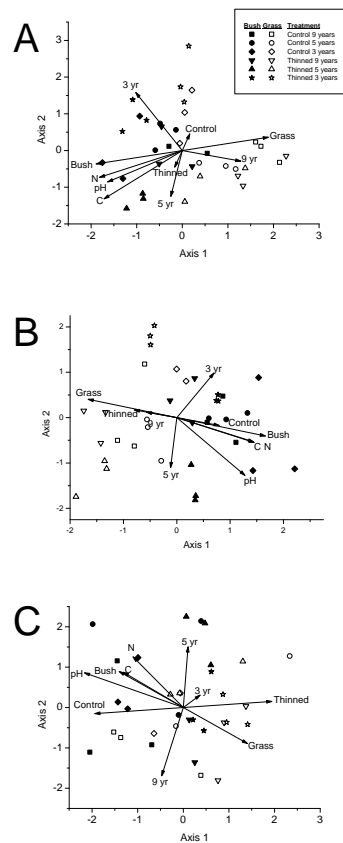 A
Bush Grass Treatment
Control 9 years
Control 5 years
Control 3 years
Thinned 9 years
Thinned 5 years
Thinned 3 years
3
2
1
0
-1
-2
Axis 2
3 yr
Control
Grass
Bush
9 yr
N
Thinned
pH
C
5 yr
-2 -1 0 1 2 3
Axis 1
B
2
1
0
-1
-2
Axis 2
3 yr
Grass
Thinned
9 yr
Control
Bush
C N
5 yr
pH
-2 -1 0 1 2
Axis 1
C
2
1
0
-1
-2
Axis 2
5 yr
N
Bush
C
pH
3 yr
Thinned
Control
Grass
9 yr
-2 -1 0 1 2 3
Axis 1